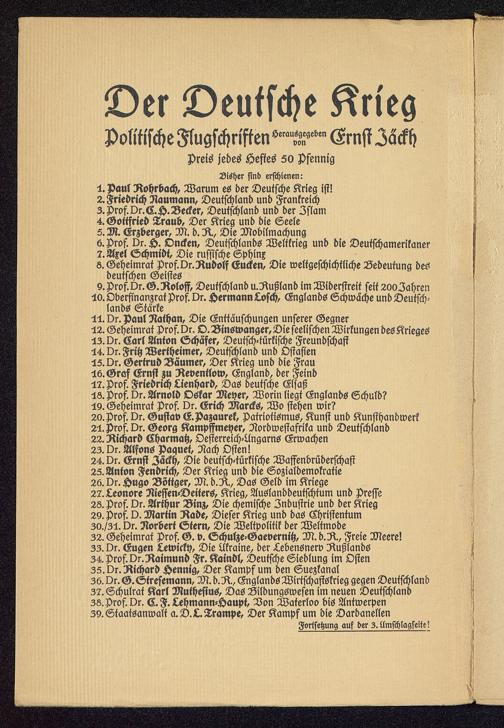 Der Deutsche Krieg
Politische Flugschriften Herausgegeben von Ernst Jäckh
Preis jedes Heftes 50 Pfennig
Bisher sind erschienen:
1. Paul Rohrbach, Warum es der Deutsche Krieg ist!
2. Friedrich Naumann, Deutschland und Frankreich
3. Prof. Dr. C. H. Becker, Deutschland und der Islam
4. Gottfried Traub, Der Krieg und die Seele
5. M. Erzberger, M. d. R., Die Mobilmachung
6. Prof. Dr. H. Oncken, Deutschlands Weltkrieg und die Deutschamerikaner
7. Axel Schmidt, Die russische Sphinx
8. Geheimrat Prof. Dr. Rudolf Eucken, Die weltgeschichtliche Bedeutung des
deutschen Geistes
9. Prof. Dr. G. Roloff, Deutschland u. Rußland im Widerstreit seit 200 Jahren
10. Oberfinanzrat Prof. Dr. Hermann Losch, Englands Schwäche und Deutsch-
lands Stärke
11. Dr. Paul Nathan, Die Enttäuschungen unserer Gegner
12. Geheimrat Prof. Dr. O. Binswanger, Die seelischen Wirkungen des Krieges
13. Dr. Carl Anton Schäfer, Deutsch-türkische Freundschaft
14. Dr. Fritz Wertheimer, Deutschland und Ostasien
15. Dr. Gertrud Bäumer, Der Krieg und die Frau
16. Graf Ernst zu Reventlow, England, der Feind
17. Prof. Friedrich Lienhard, Das deutsche Elsaß
18. Prof. Dr. Arnold Oskar Meyer, Worin liegt Englands Schuld?
19. Geheimrat Prof. Dr. Erich Marcks, Wo stehen wir?
20. Prof. Dr. Gustav E. Pazaurek, Patriotismus, Kunst und Kunsthandwerk
21. Prof. Dr. Georg Kampffmeyer, Nordwestafrika und Deutschland
22. Richard Charmatz, Oesterreich-Ungarns Erwachen
23. Dr. Alfons Paquet, Nach Osten!
24. Dr. Ernst Jäckh, Die deutsch-türkische Waffenbrüderschaft
25. Anton Fendrich, Der Krieg und die Sozialdemokratie
26. Dr. Hugo Böttger, M. d. R., Das Geld im Kriege
27. Leonore Niessen-Deiters, Krieg, Auslanddeutschtum und Presse
28. Prof. Dr. Arthur Binz, Die chemische Industrie und der Krieg
29. Prof. D. Martin Rade, Dieser Krieg und das Christentum
30./31. Dr. Norbert Stern, Die Weltpolitik der Weltmode
32. Geheimrat Prof. G. v. Schulze-Gaevernitz, M. d. R., Freie Meere!
33. Dr. Eugen Lewicky, Die Ukraine, der Lebensnerv Rußlands
34. Prof. Dr. Raimund Fr. Kaindl, Deutsche Siedlung im Osten
35. Dr. Richard Hennig, Der Kampf um den Suezkanal
36. Dr. G. Stresemann, M. d. R., Englands Wirtschaftskrieg gegen Deutschland
37. Schulrat Karl Muthesius, Das Bildungswesen im neuen Deutschland
38. Prof. Dr. C. F. Lehmann-Haupt, Von Waterloo bis Antwerpen
39. Staatsanwalt a. D. L. Trampe, Der Kampf um die Dardanellen
Fortsetzung auf der 3. Umschlagseite!